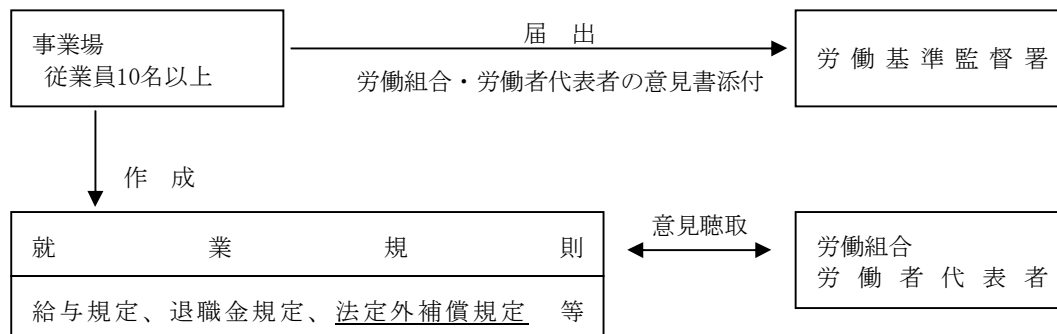 事業場
従業員10名以上
届　出
労働組合・労働者代表者の意見書添付
労働基準監督署
作　成
就業規則
給与規定、退職金規定、法定外補償規定　等
意見聴取
労働組合
労働者代表者